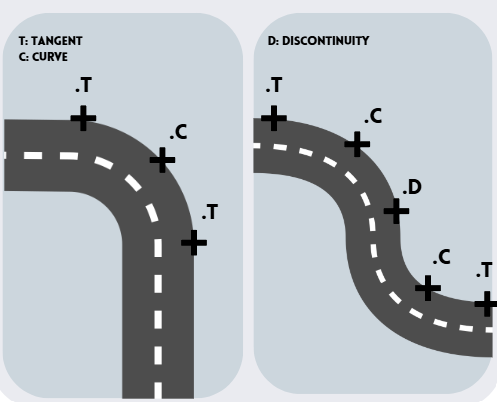 T: TANGENT
C: CURVE
.T
.C
.T
D: DISCONTINUITY
.T
.C
.D
.C
.T